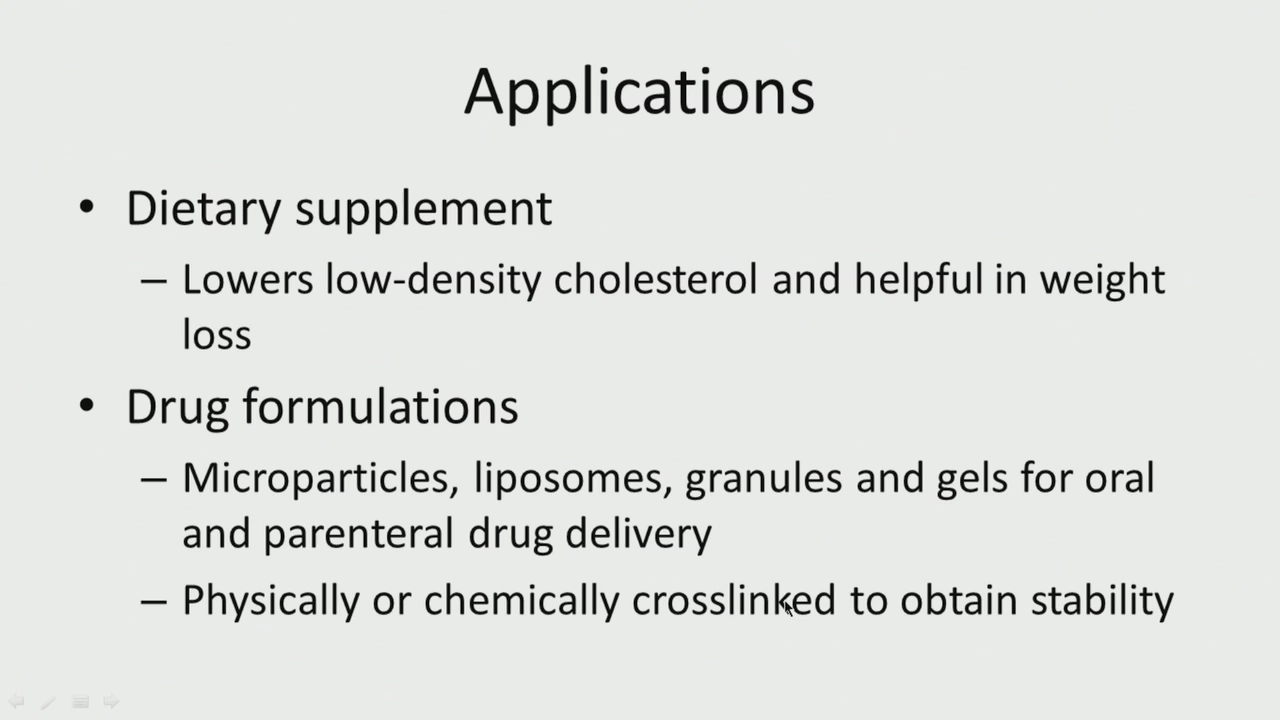 Applications
• Dietary supplement
– Lowers low-density cholesterol and helpful in weight
loss
• Drug formulations
– Microparticles, liposomes, granules and gels for oral
and parenteral drug delivery
– Physically or chemically crosslinked to obtain stability